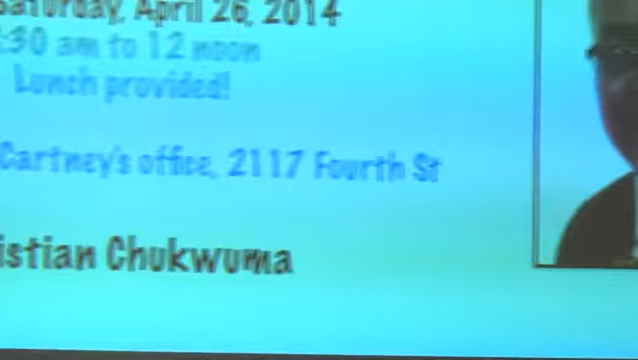 Saturday, April 26, 2014
:30 am to 12 noon
Lunch provided!
Cartney's office, 2117 Fourth St
istian Chukwuma